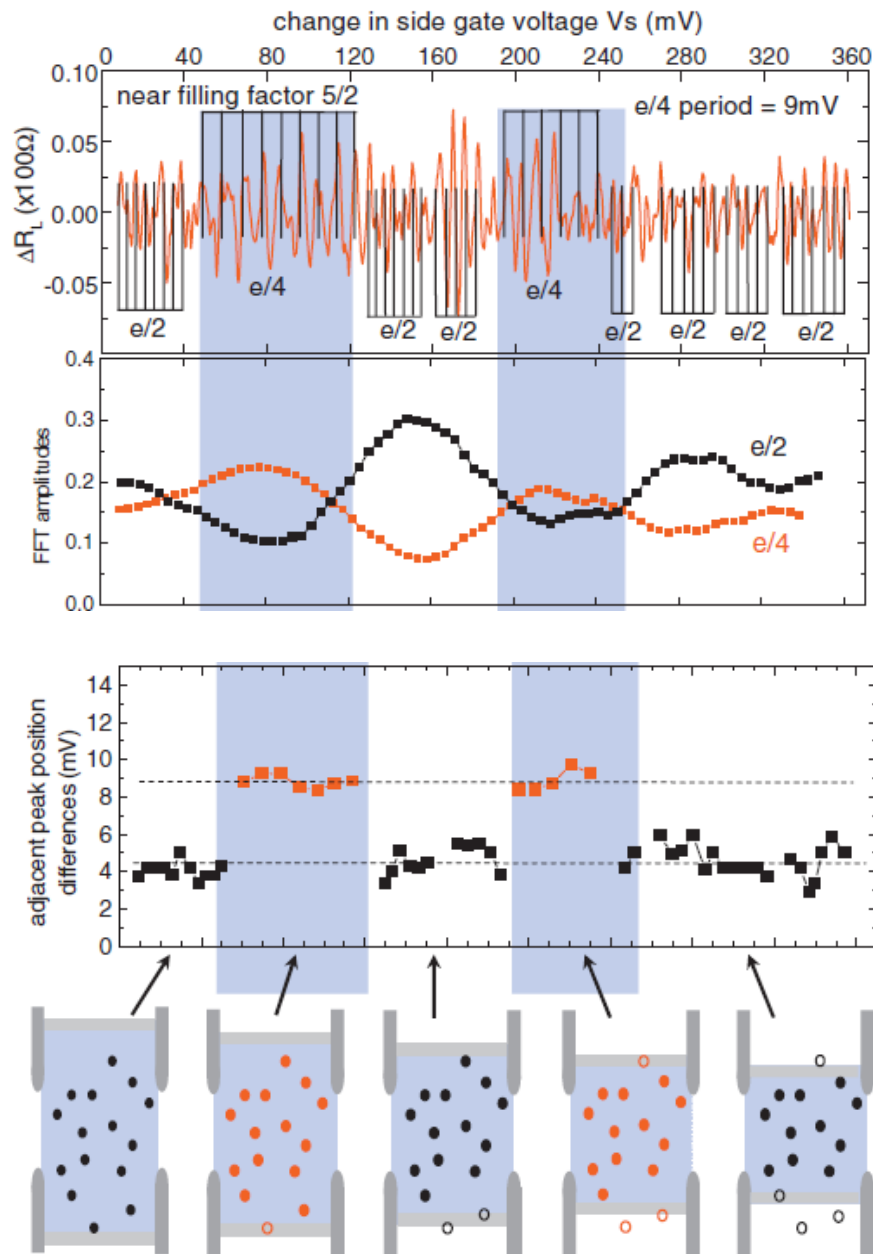 change in side gate voltage Vs (mV)
0 40 80 120 160 200 240 280 320 360
0.10
near filling factor 5/2
e/4 period = 9mV
0.05
0.00
-0.05
ΔR_L (x100Ω)
e/4
e/4
e/2
e/2
e/2
e/2
e/2
e/2
e/2
0.4
0.3
0.2
0.1
0.0
FFT amplitudes
e/2
e/4
14
12
10
8
6
4
2
0
adjacent peak position
differences (mV)